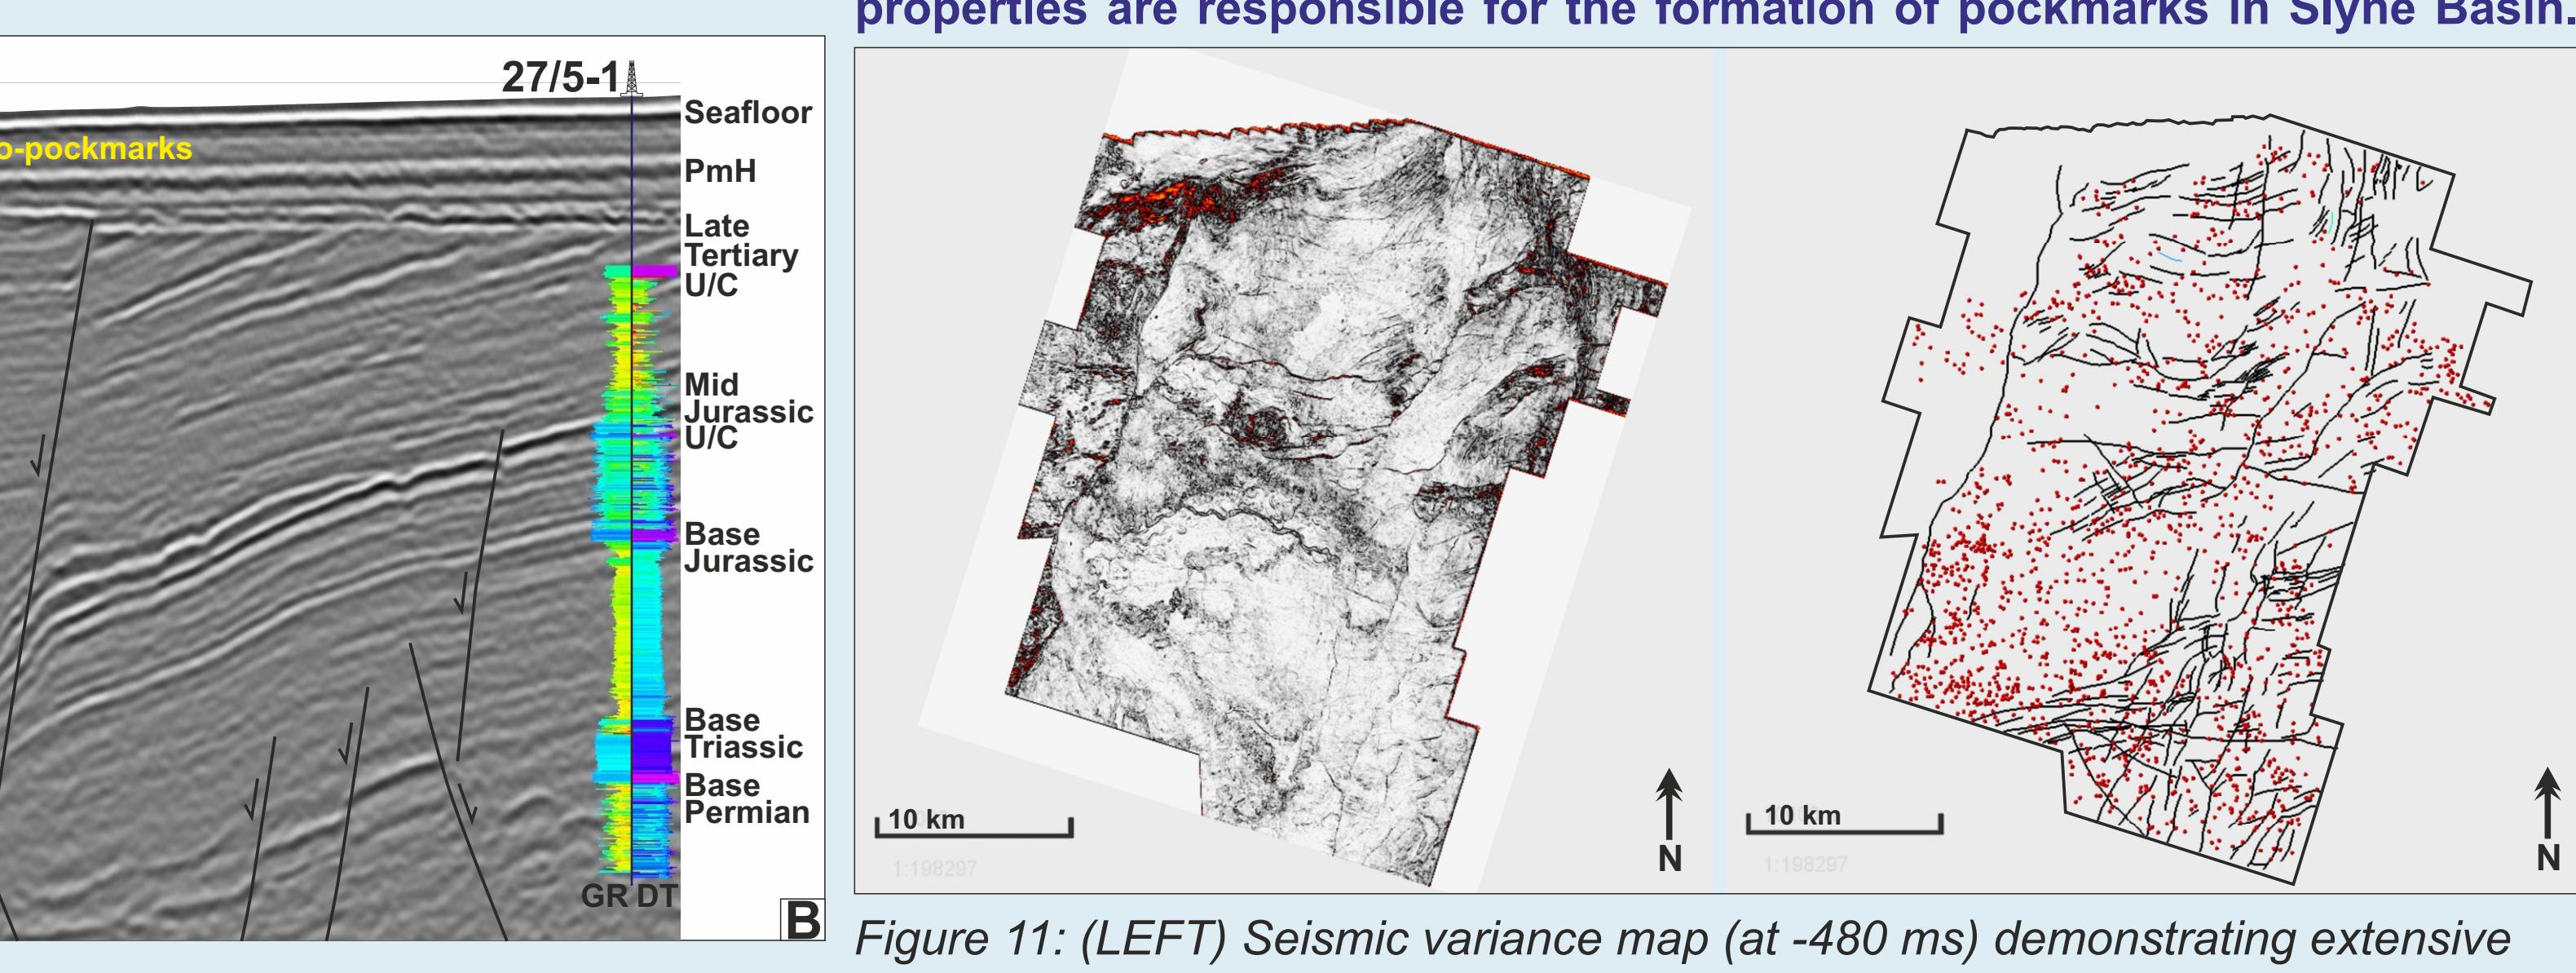 properties are responsible for the formation of pockmarks in Slyne Basin.
27/5-1
o-pockmarks
Seafloor
PmH
Late
Tertiary
U/C
Mid
Jurassic
U/C
Base
Jurassic
Base
Triassic
Base
Permian
GR DT
B
10 km
1:198297
N
10 km
1:198297
N
Figure 11: (LEFT) Seismic variance map (at -480 ms) demonstrating extensive